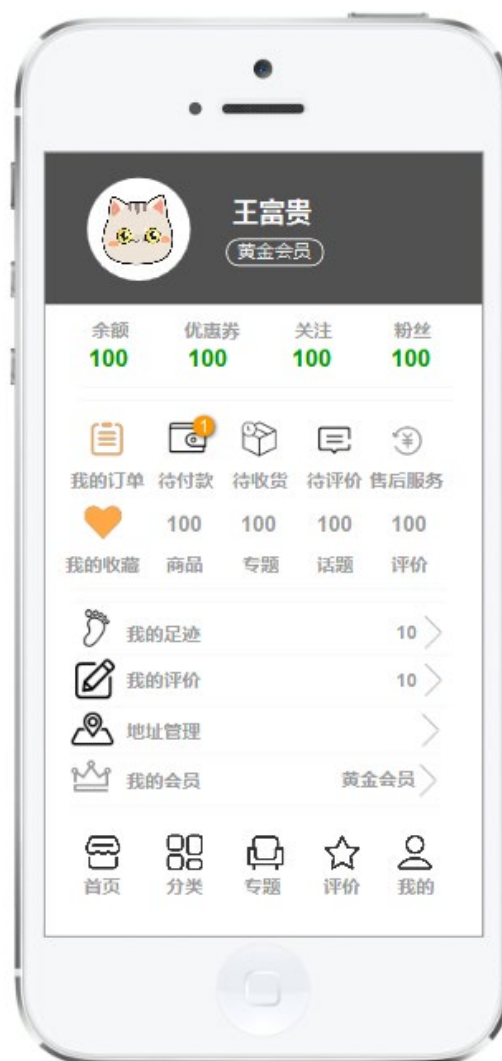 王富贵
黄金会员
余额 优惠券 关注 粉丝
100 100 100 100
1
我的订单 待付款 待收货 待评价 售后服务
100 100 100 100
我的收藏 商品 专题 话题 评价
我的足迹 10
我的评价 10
地址管理
我的会员 黄金会员
首页 分类 专题 评价 我的